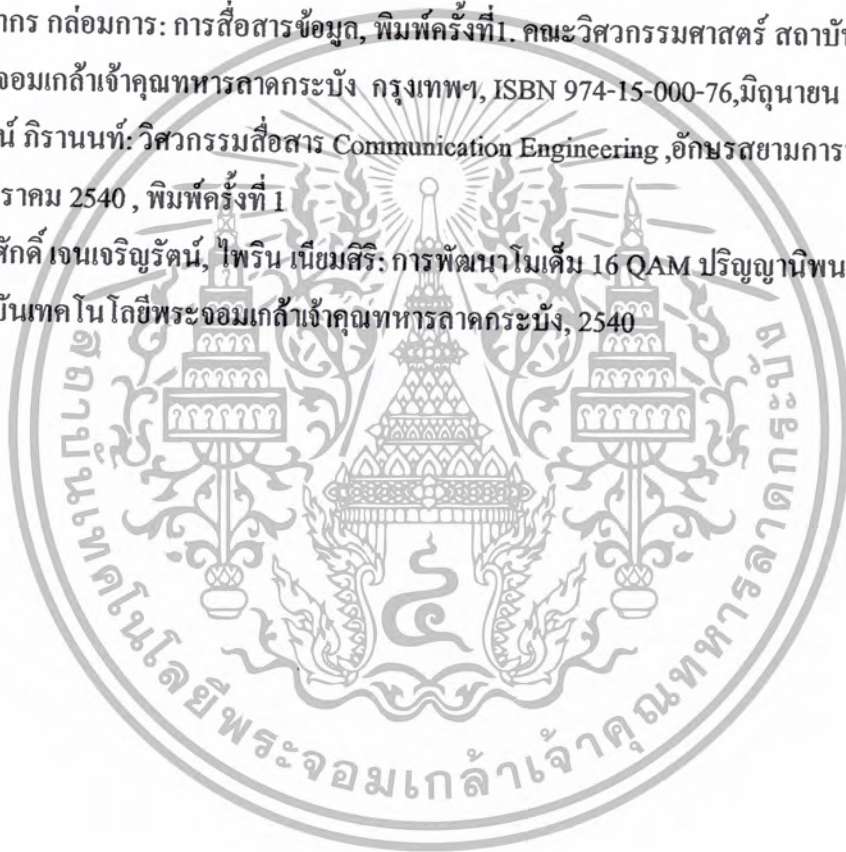 ากร กล่อมการ: การสื่อสารข้อมูล, พิมพ์ครั้งที่1. คณะวิศวกรรมศาสตร์ สถาบัน
จอมเกล้าเจ้าคุณทหารลาดกระบัง กรุงเทพฯ, ISBN 974-15-000-76,มิถุนายน
น์ ภิรานนท์: วิศวกรรมสื่อสาร Communication Engineering ,อักษรสยามการ
ราคม 2540 , พิมพ์ครั้งที่ 1
ศักดิ์ เจนเจริญรัตน์, ไพริน เนียมศิริ: การพัฒนาโมเด็ม 16 QAM ปริญญานิพน
บันเทคโนโลยีพระจอมเกล้าเจ้าคุณทหารลาดกระบัง, 2540
สถาบันเทคโนโลยีพระจอมเกล้าเจ้าคุณทหารลาดกระบัง